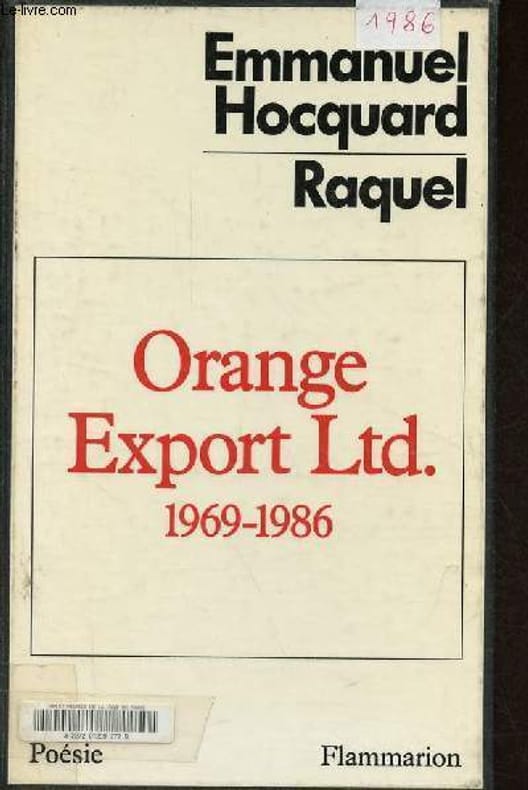 Le-livre.com
1986
Emmanuel
Hocquard
Raquel
Orange
Export Ltd.
1969-1986
Poésie
Flammarion